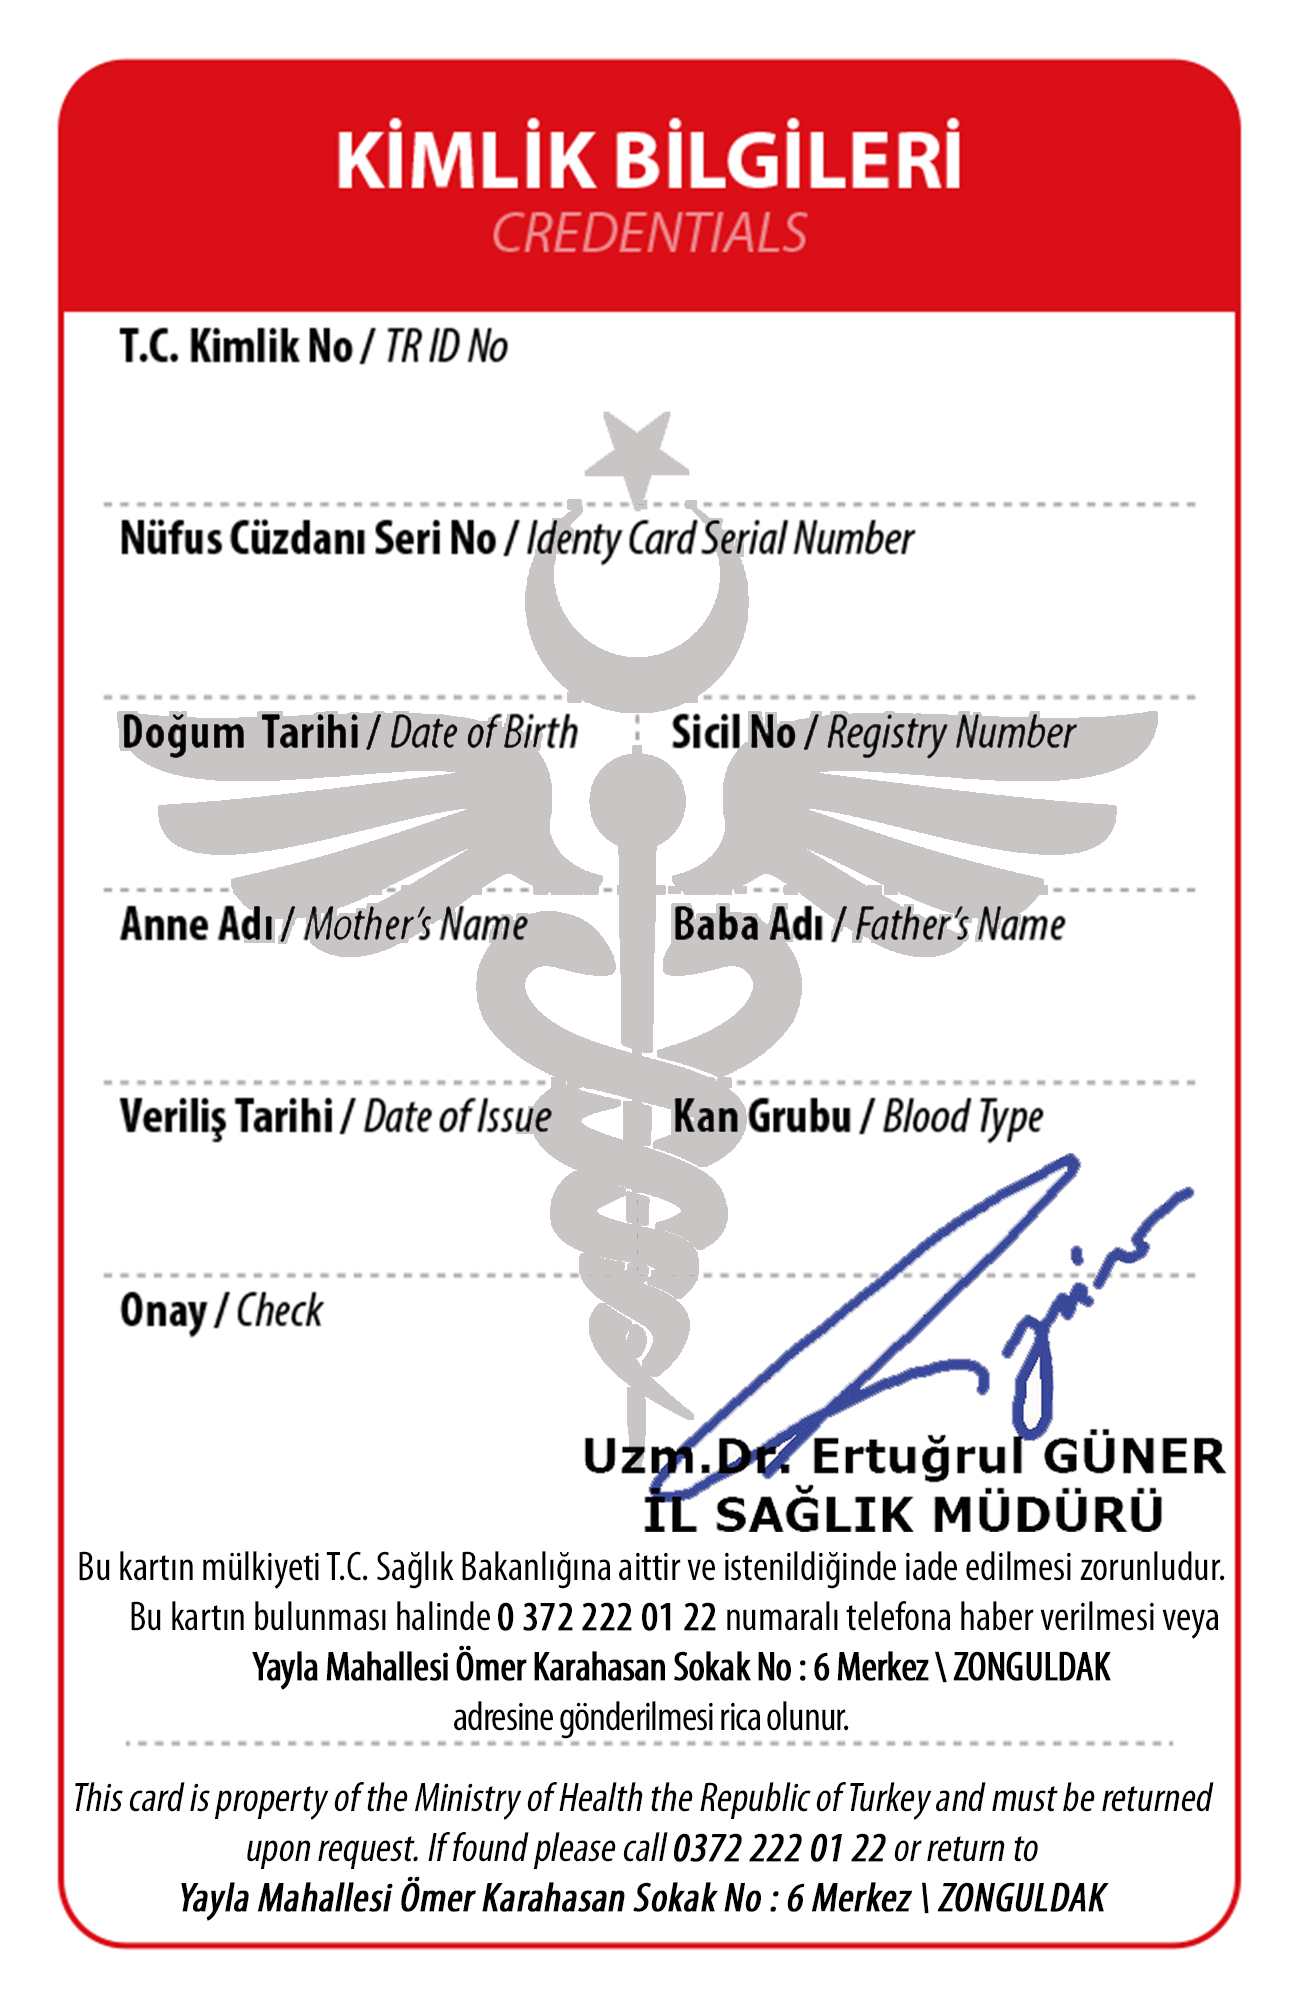 KİMLİK BİLGİLERİ
CREDENTIALS
T.C. Kimlik No / TR ID No
Nüfus Cüzdanı Seri No / Identy Card Serial Number
Doğum Tarihi / Date of Birth
Sicil No / Registry Number
Anne Adı / Mother's Name
Baba Adı / Father's Name
Veriliş Tarihi / Date of Issue
Kan Grubu / Blood Type
Onay / Check
Uzm.Dr. Ertuğrul GÜNER
İL SAĞLIK MÜDÜRÜ
Bu kartın mülkiyeti T.C. Sağlık Bakanlığına aittir ve istenildiğinde iade edilmesi zorunludur.
Bu kartın bulunması halinde 0 372 222 01 22 numaralı telefona haber verilmesi veya
Yayla Mahallesi Ömer Karahasan Sokak No : 6 Merkez \ ZONGULDAK
adresine gönderilmesi rica olunur.
This card is property of the Ministry of Health the Republic of Turkey and must be returned
upon request. If found please call 0372 222 01 22 or return to
Yayla Mahallesi Ömer Karahasan Sokak No : 6 Merkez \ ZONGULDAK